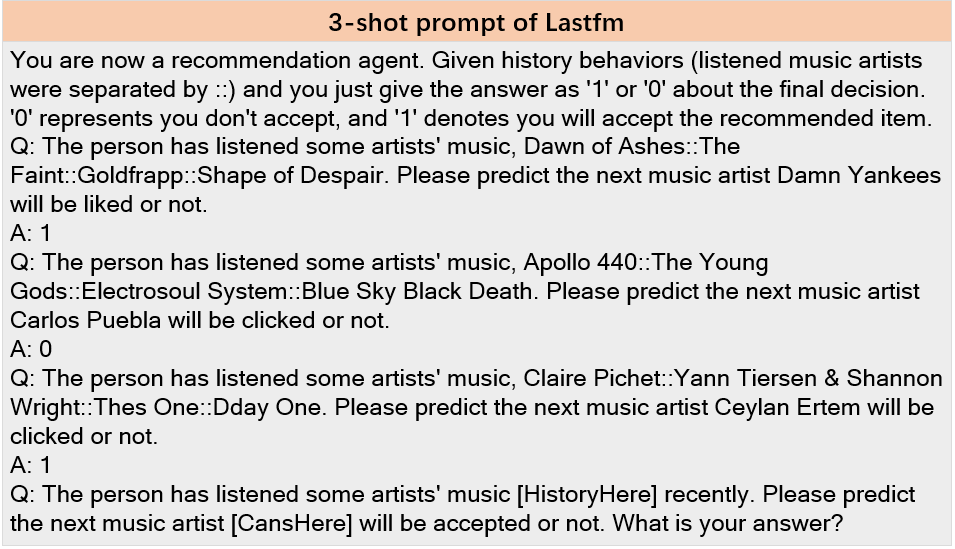 3-shot prompt of Lastfm
You are now a recommendation agent. Given history behaviors (listened music artists
were separated by ::) and you just give the answer as '1' or '0' about the final decision.
'0' represents you don't accept, and '1' denotes you will accept the recommended item.
Q: The person has listened some artists' music, Dawn of Ashes::The
Faint::Goldfrapp::Shape of Despair. Please predict the next music artist Damn Yankees
will be liked or not.
A: 1
Q: The person has listened some artists' music, Apollo 440::The Young
Gods::Electrosoul System::Blue Sky Black Death. Please predict the next music artist
Carlos Puebla will be clicked or not.
A: 0
Q: The person has listened some artists' music, Claire Pichet::Yann Tiersen & Shannon
Wright::Thes One::Dday One. Please predict the next music artist Ceylan Ertem will be
clicked or not.
A: 1
Q: The person has listened some artists' music [HistoryHere] recently. Please predict
the next music artist [CansHere] will be accepted or not. What is your answer?